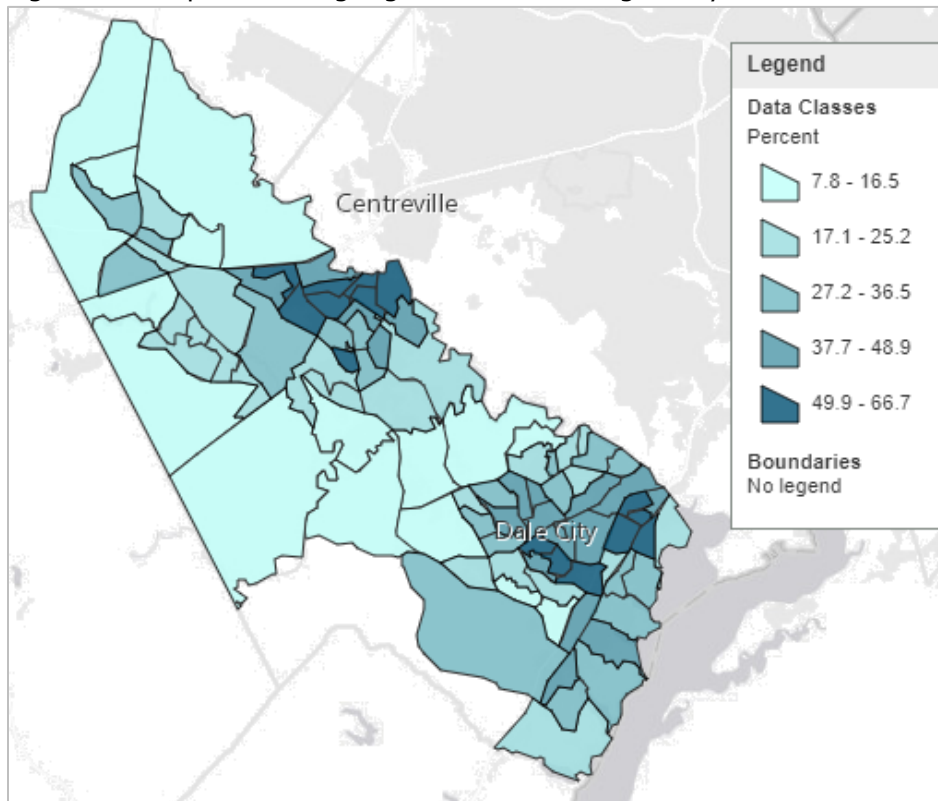 Centreville
Dale City
Legend
Data Classes
Percent
7.8 - 16.5
17.1 - 25.2
27.2 - 36.5
37.7 - 48.9
49.9 - 66.7
Boundaries
No legend